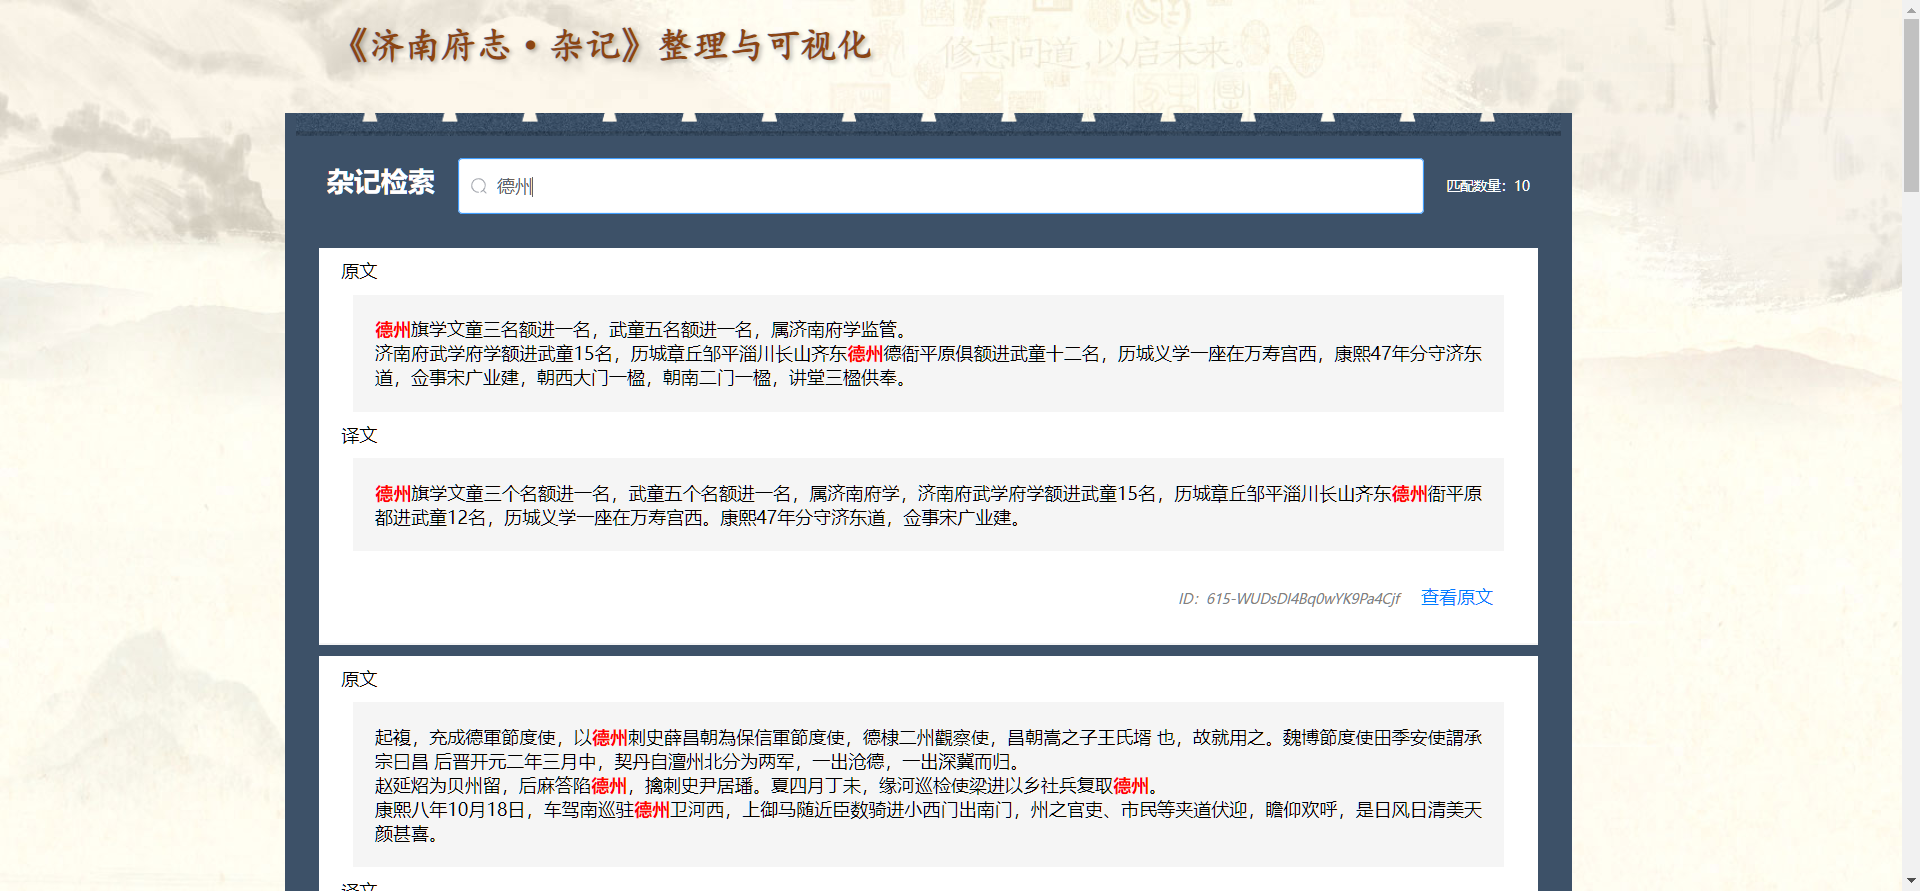 《济南府志·杂记》整理与可视化
修志问道,以启未来。
杂记检索
德州
匹配数量：10
原文
德州旗学文童三名额进一名，武童五名额进一名，属济南府学监管。
济南府武学府学额进武童15名，历城章丘邹平淄川长山齐东德州德衙平原俱额进武童十二名，历城义学一座在万寿宫西，康熙47年分守济东
道，佥事宋广业建，朝西大门一楹，朝南二门一楹，讲堂三楹供奉。
译文
德州旗学文童三个名额进一名，武童五个名额进一名，属济南府学，济南府武学府学额进武童15名，历城章丘邹平淄川长山齐东德州衙平原
都进武童12名，历城义学一座在万寿宫西。康熙47年分守济东道，佥事宋广业建。
ID：615-WUDsDI4Bq0wYK9Pa4Cjf 查看原文
原文
起複，充成德軍節度使，以德州刺史薛昌朝為保信軍節度使，德棣二州觀察使，昌朝嵩之子王氏壻 也，故就用之。魏博節度使田季安使謂承
宗曰昌 后晋开元二年三月中，契丹自澶州北分为两军，一出沧德，一出深冀而归。
赵延炤为贝州留，后麻答陷德州，擒刺史尹居璠。夏四月丁未，缘河巡检使梁进以乡社兵复取德州。
康熙八年10月18日，车驾南巡驻德州卫河西，上御马随近臣数骑进小西门出南门，州之官吏、市民等夹道伏迎，瞻仰欢呼，是日风日清美天
颜甚喜。
译文